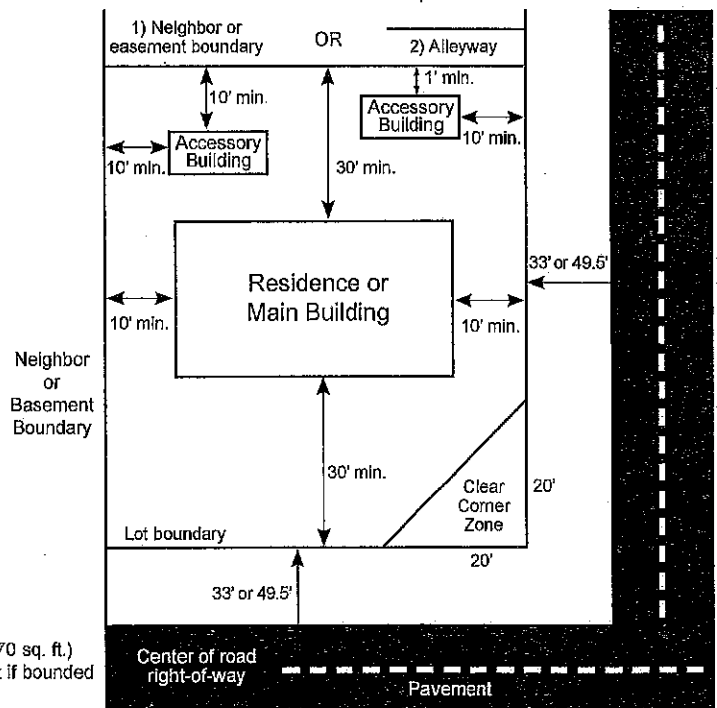 1) Neighbor or
easement boundary
OR
2) Alleyway
10' min.
1' min.
Accessory
Building
10' min.
Accessory
Building
10' min.
30' min.
33' or 49.5'
Residence or
Main Building
10' min.
10' min.
Neighbor
or
Basement
Boundary
30' min.
Clear
Corner
Zone
20'
Lot boundary
20'
33' or 49.5'
70 sq. ft.)
if bounded
Center of road
right-of-way
Pavement